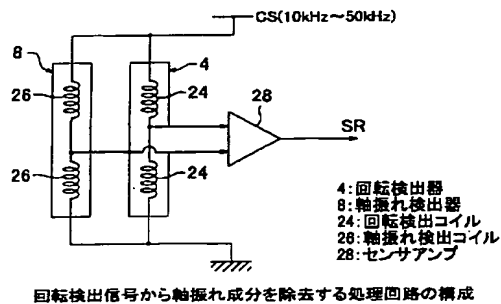 CS(10kHz〜50kHz)
8
4
26
24
28
SR
26
24
4:回転検出器
8:軸振れ検出器
24:回転検出コイル
26:軸振れ検出コイル
28:センサアンプ
回転検出信号から軸振れ成分を除去する処理回路の構成